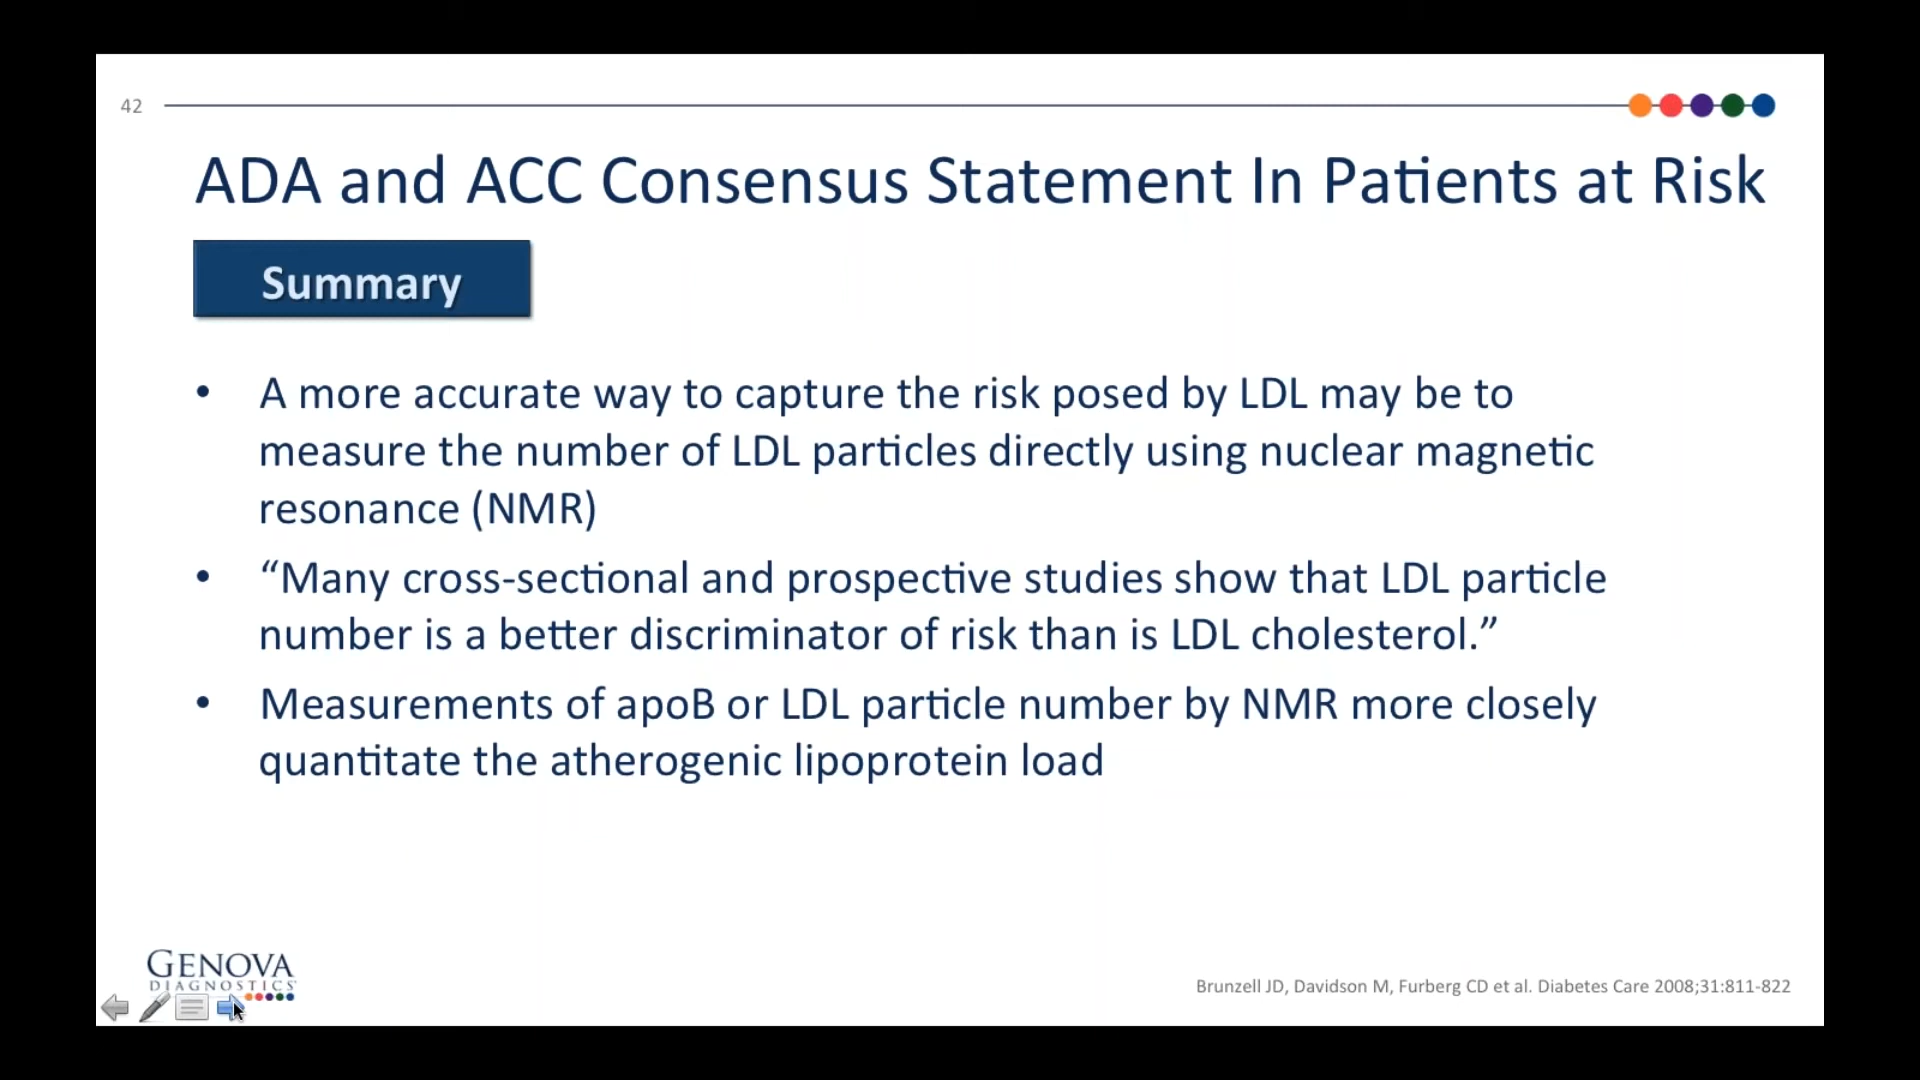 42
ADA and ACC Consensus Statement In Patients at Risk
Summary
• A more accurate way to capture the risk posed by LDL may be to
measure the number of LDL particles directly using nuclear magnetic
resonance (NMR)
• “Many cross-sectional and prospective studies show that LDL particle
number is a better discriminator of risk than is LDL cholesterol.”
• Measurements of apoB or LDL particle number by NMR more closely
quantitate the atherogenic lipoprotein load
GENOVA
DIAGNOSTICS
Brunzell JD, Davidson M, Furberg CD et al. Diabetes Care 2008;31:811-822